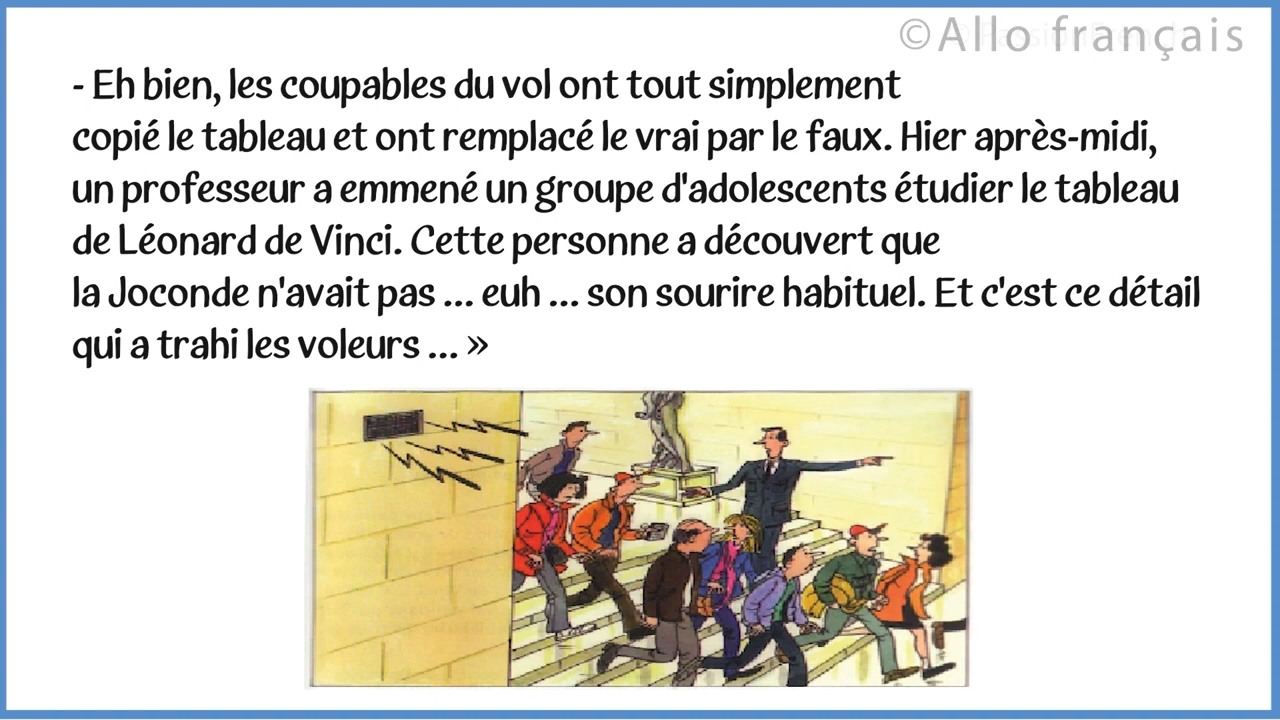 ©Allo français
- Eh bien, les coupables du vol ont tout simplement
copié le tableau et ont remplacé le vrai par le faux. Hier après-midi,
un professeur a emmené un groupe d'adolescents étudier le tableau
de Léonard de Vinci. Cette personne a découvert que
la Joconde n'avait pas ... euh ... son sourire habituel. Et c'est ce détail
qui a trahi les voleurs ... »